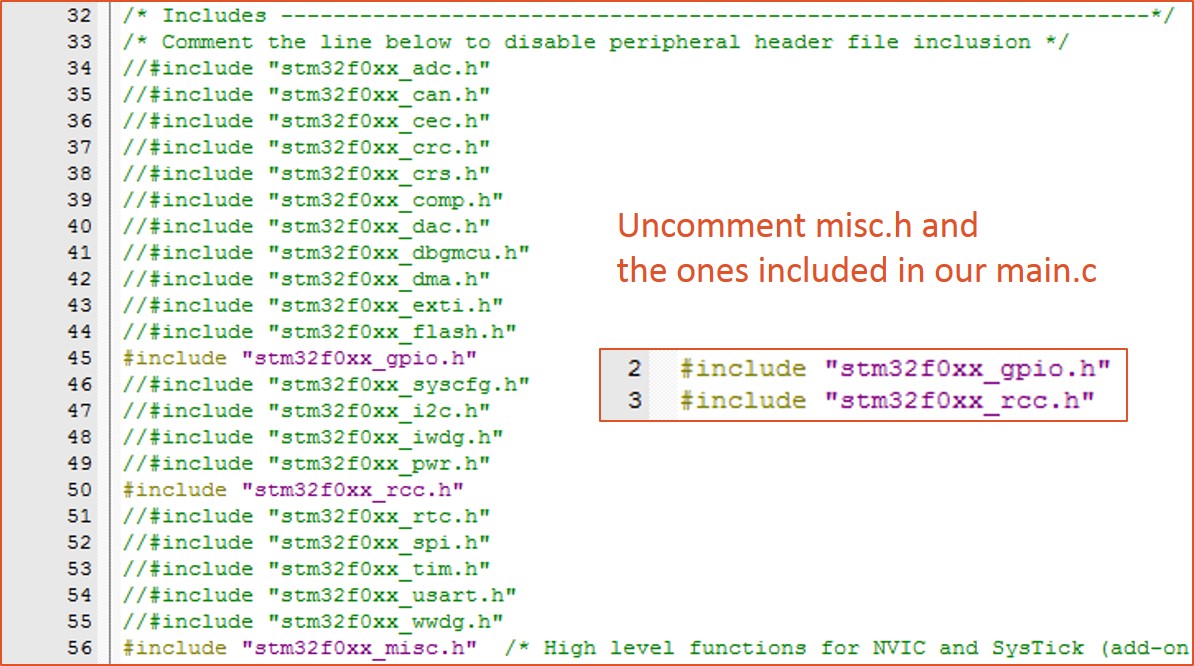 32 /* Includes ------------------------------------------------------------------*/
33 /* Comment the line below to disable peripheral header file inclusion */
34 //#include "stm32f0xx_adc.h"
35 //#include "stm32f0xx_can.h"
36 //#include "stm32f0xx_cec.h"
37 //#include "stm32f0xx_crc.h"
38 //#include "stm32f0xx_crs.h"
39 //#include "stm32f0xx_comp.h"
40 //#include "stm32f0xx_dac.h"
41 //#include "stm32f0xx_dbgmcu.h"
42 //#include "stm32f0xx_dma.h"
43 //#include "stm32f0xx_exti.h"
44 //#include "stm32f0xx_flash.h"
45 #include "stm32f0xx_gpio.h"
46 //#include "stm32f0xx_syscfg.h"
47 //#include "stm32f0xx_i2c.h"
48 //#include "stm32f0xx_iwdg.h"
49 //#include "stm32f0xx_pwr.h"
50 #include "stm32f0xx_rcc.h"
51 //#include "stm32f0xx_rtc.h"
52 //#include "stm32f0xx_spi.h"
53 //#include "stm32f0xx_tim.h"
54 //#include "stm32f0xx_usart.h"
55 //#include "stm32f0xx_wwdg.h"
56 #include "stm32f0xx_misc.h" /* High level functions for NVIC and SysTick (add-on
Uncomment misc.h and
the ones included in our main.c
2 #include "stm32f0xx_gpio.h"
3 #include "stm32f0xx_rcc.h"